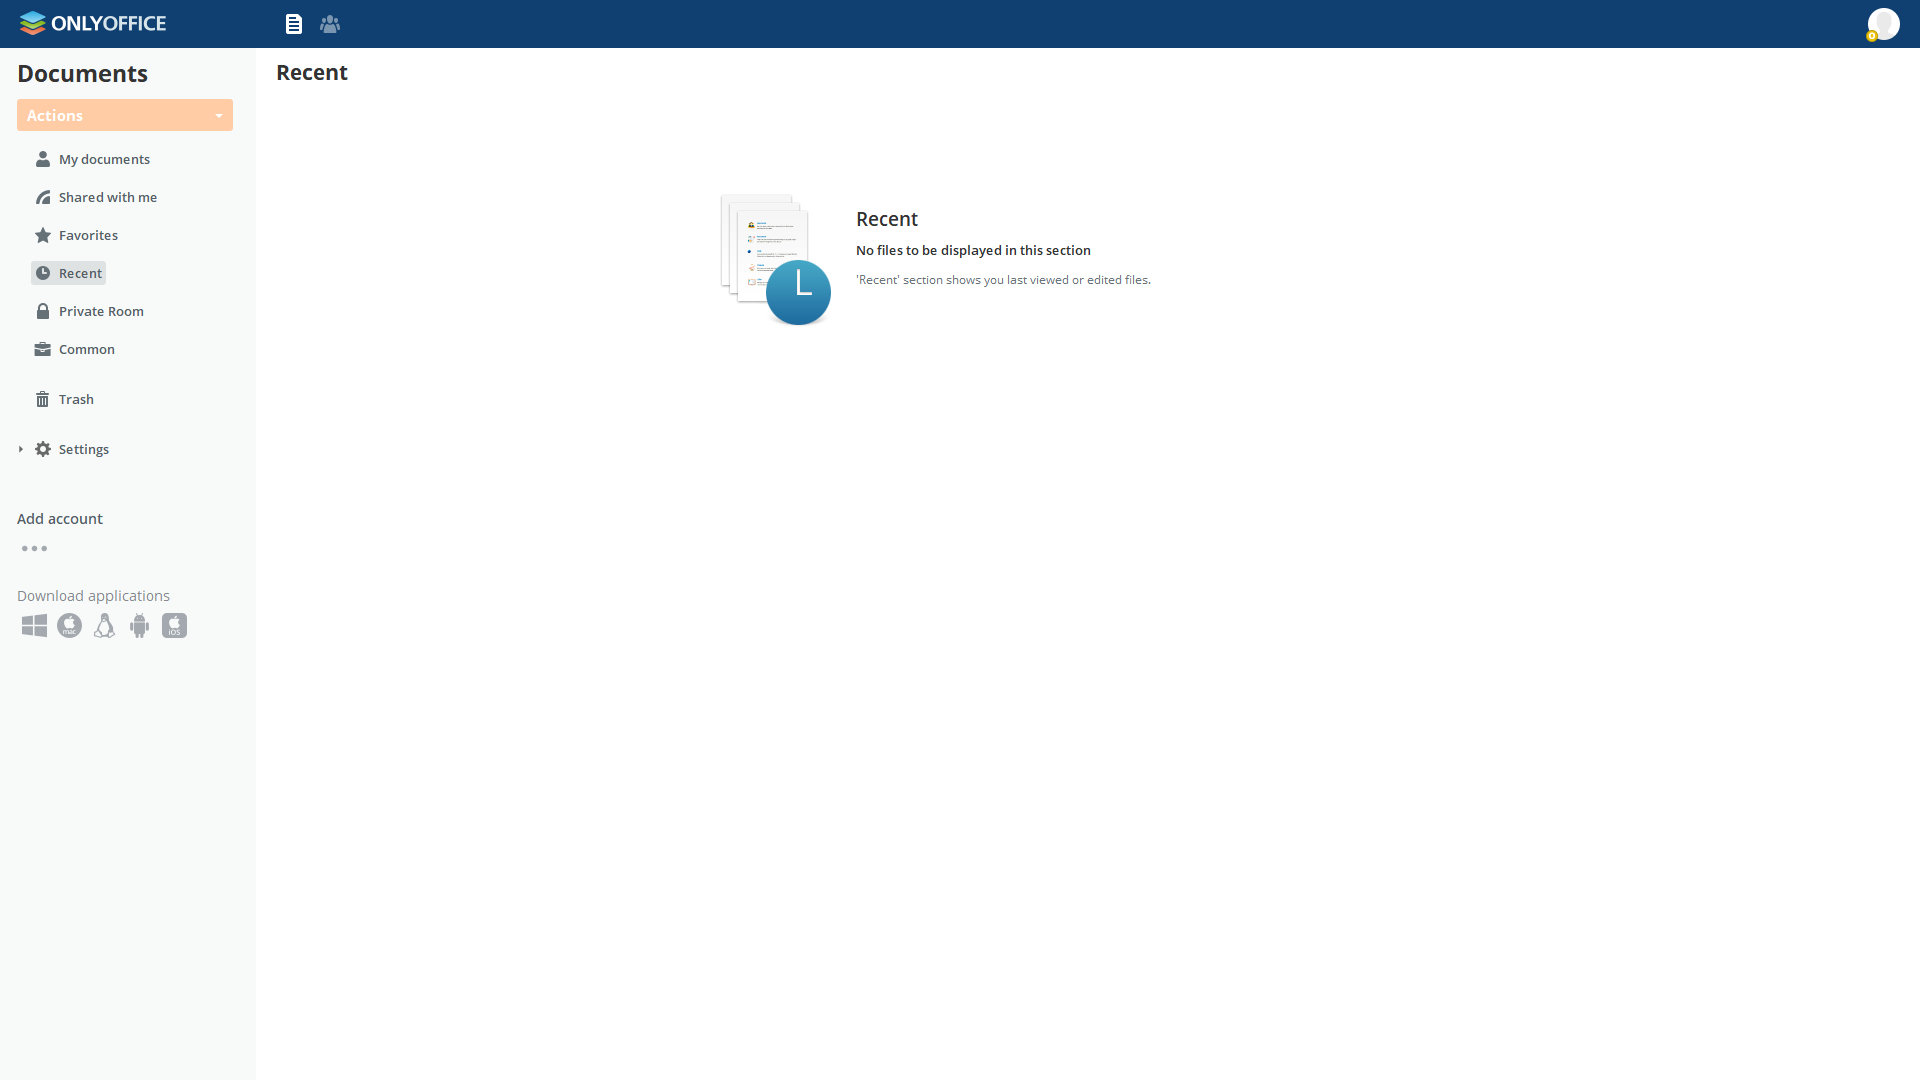 ONLYOFFICE
Documents
Recent
Actions
My documents
Shared with me
Favorites
Recent
Private Room
Common
Trash
Settings
Add account
Download applications
mac
iOS
Recent
No files to be displayed in this section
'Recent' section shows you last viewed or edited files.